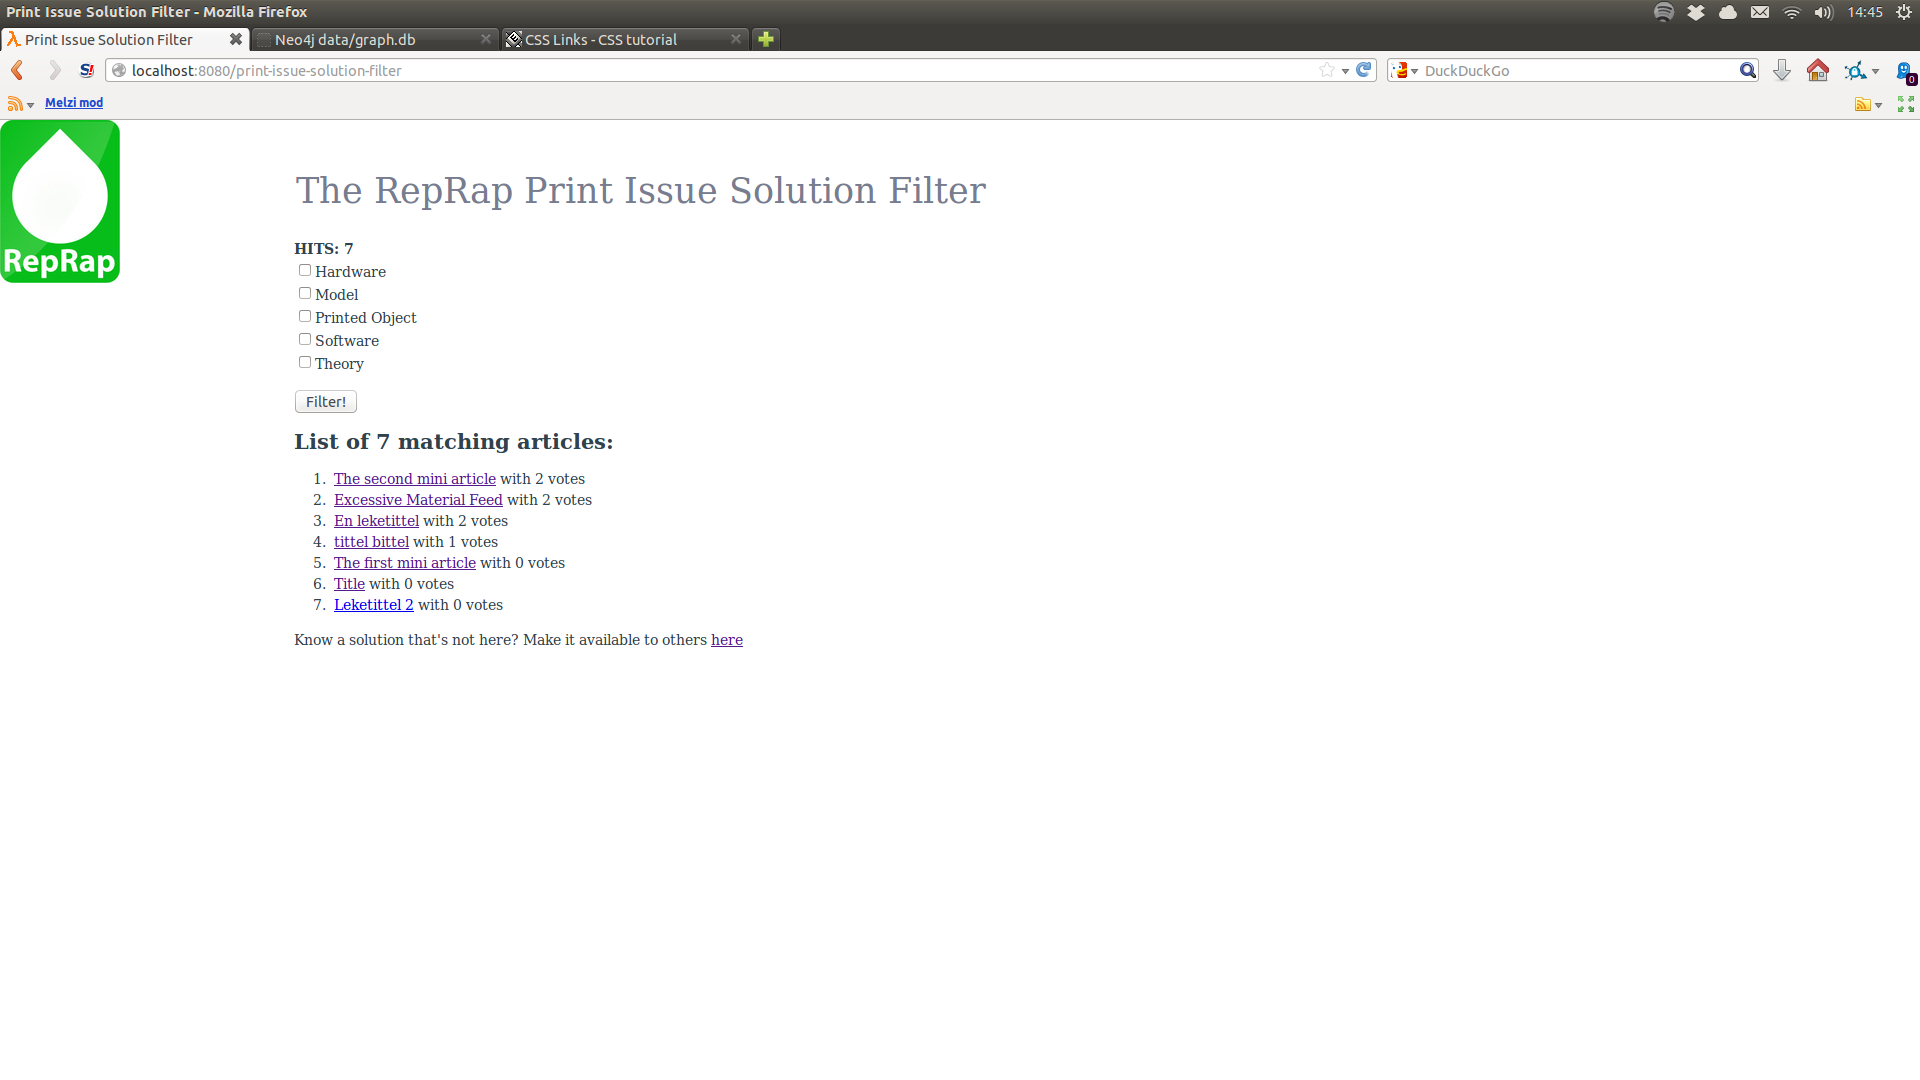 Print Issue Solution Filter - Mozilla Firefox
14:45
Print Issue Solution Filter
Neo4j data/graph.db
CSS Links - CSS tutorial
S!
localhost:8080/print-issue-solution-filter
DuckDuckGo
0
Melzi mod
RepRap
The RepRap Print Issue Solution Filter
HITS: 7
Hardware
Model
Printed Object
Software
Theory
Filter!
List of 7 matching articles:
1. The second mini article with 2 votes
2. Excessive Material Feed with 2 votes
3. En leketittel with 2 votes
4. tittel bittel with 1 votes
5. The first mini article with 0 votes
6. Title with 0 votes
7. Leketittel 2 with 0 votes
Know a solution that's not here? Make it available to others here